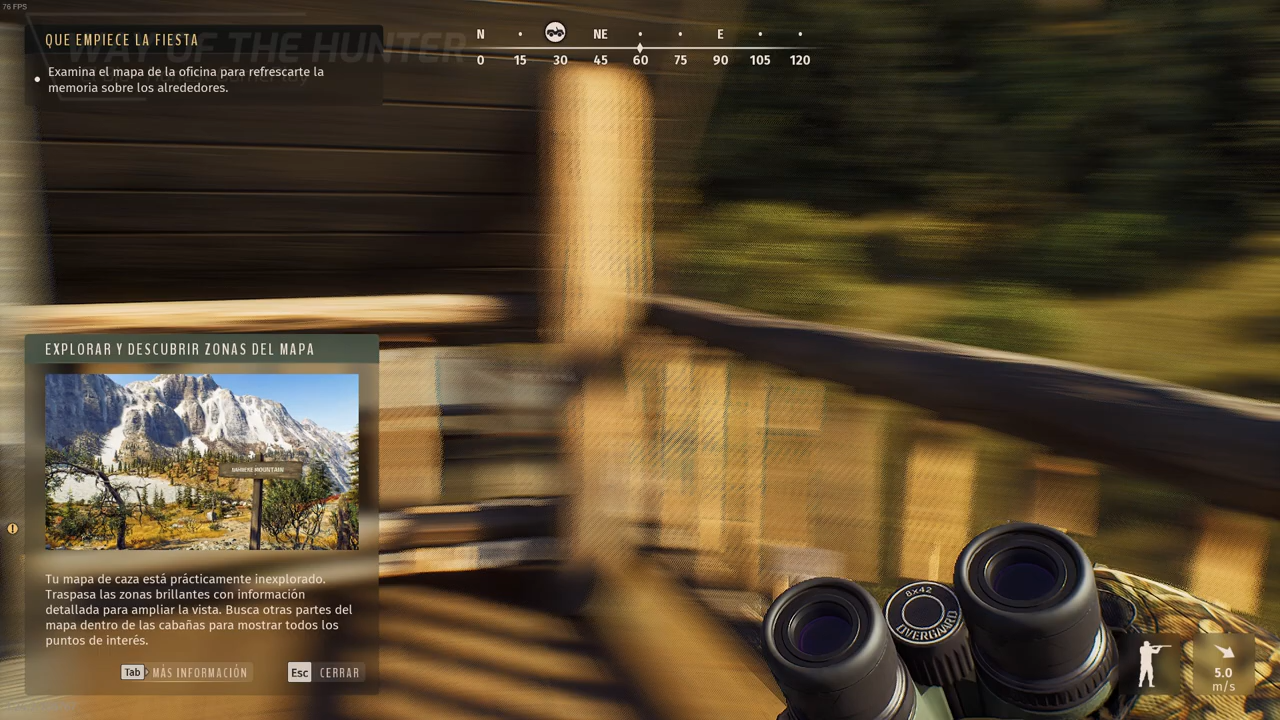 76 FPS
QUE EMPIECE LA FIESTA
WAY OF THE HUNTER
Examina el mapa de la oficina para refrescarte la
memoria sobre los alrededores.
N NE E
0 15 30 45 60 75 90 105 120
EXPLORAR Y DESCUBRIR ZONAS DEL MAPA
Tu mapa de caza está prácticamente inexplorado.
Traspasa las zonas brillantes con información
detallada para ampliar la vista. Busca otras partes del
mapa dentro de las cabañas para mostrar todos los
puntos de interés.
Tab MÁS INFORMACIÓN Esc CERRAR
8x42
5.0
m/s